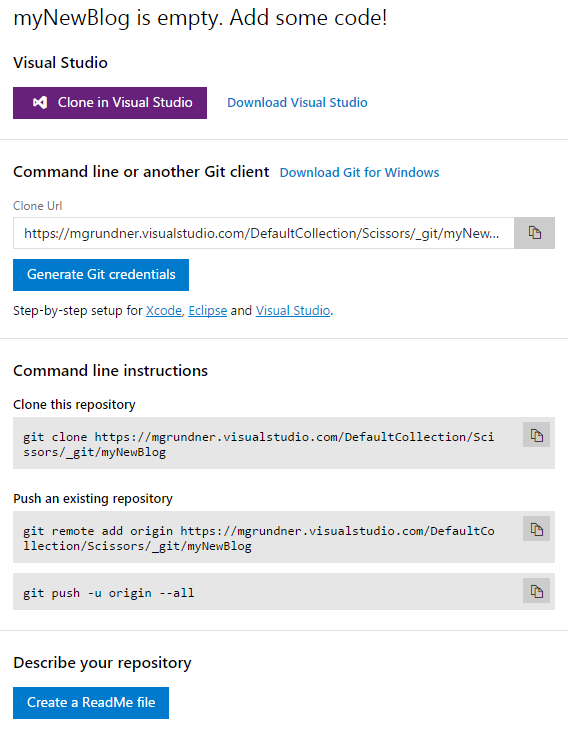 myNewBlog is empty. Add some code!
Visual Studio
Clone in Visual Studio
Download Visual Studio
Command line or another Git client Download Git for Windows
Clone Url
https://mgrundner.visualstudio.com/DefaultCollection/Scissors/_git/myNew...
Generate Git credentials
Step-by-step setup for Xcode, Eclipse and Visual Studio.
Command line instructions
Clone this repository
git clone https://mgrundner.visualstudio.com/DefaultCollection/Sci
ssors/_git/myNewBlog
Push an existing repository
git remote add origin https://mgrundner.visualstudio.com/DefaultCo
llection/Scissors/_git/myNewBlog
git push -u origin --all
Describe your repository
Create a ReadMe file